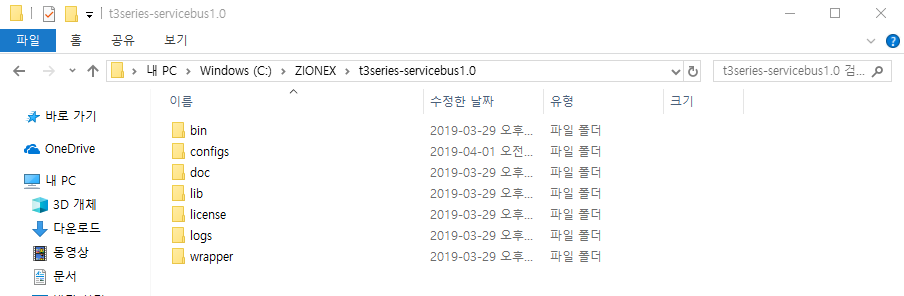 t3series-servicebus1.0
파일 홈 공유 보기
내 PC Windows (C:) ZIONEX t3series-servicebus1.0 t3series-servicebus1.0 검...
이름 수정한 날짜 유형 크기
바로 가기
OneDrive
내 PC
3D 개체
다운로드
동영상
문서
bin 2019-03-29 오후... 파일 폴더
configs 2019-04-01 오전... 파일 폴더
doc 2019-03-29 오후... 파일 폴더
lib 2019-03-29 오후... 파일 폴더
license 2019-03-29 오후... 파일 폴더
logs 2019-03-29 오후... 파일 폴더
wrapper 2019-03-29 오후... 파일 폴더